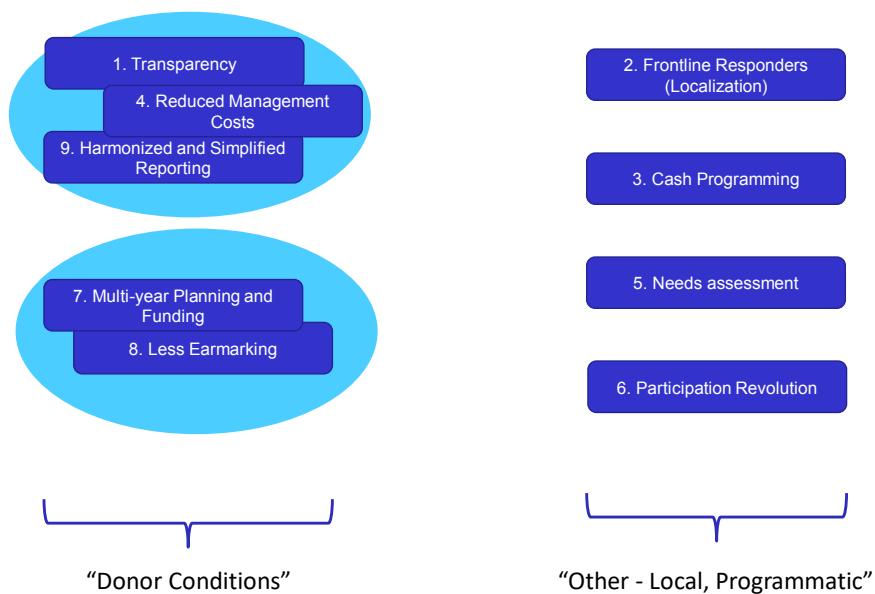 1. Transparency
4. Reduced Management
Costs
9. Harmonized and Simplified
Reporting
7. Multi-year Planning and
Funding
8. Less Earmarking
“Donor Conditions”
2. Frontline Responders
(Localization)
3. Cash Programming
5. Needs assessment
6. Participation Revolution
“Other - Local, Programmatic”